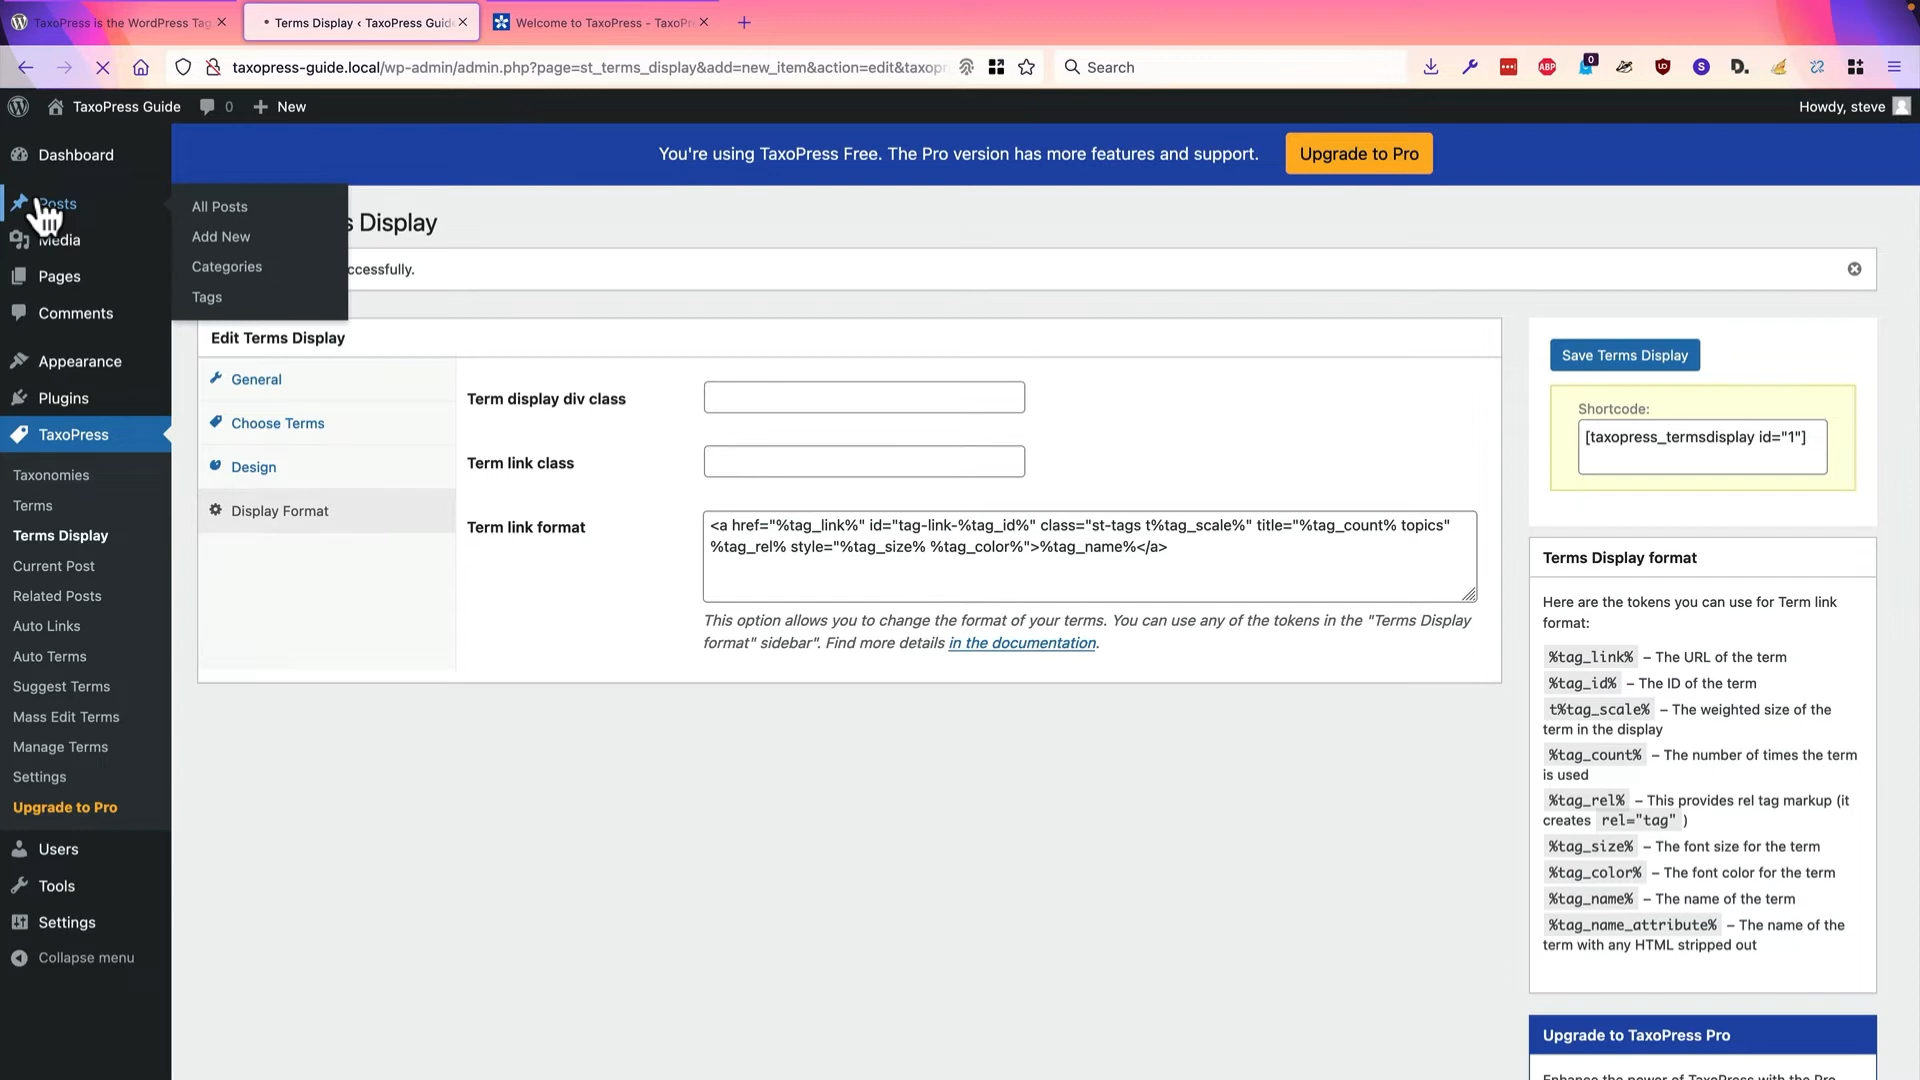 TaxoPress is the WordPress Tag
Terms Display ‹ TaxoPress Guide
Welcome to TaxoPress - TaxoPr
taxopress-guide.local/wp-admin/admin.php?page=st_terms_display&add=new_item&action=edit&taxopr
Search
0
TaxoPress Guide
0
New
Howdy, steve
You're using TaxoPress Free. The Pro version has more features and support.
Upgrade to Pro
Dashboard
Posts
Media
Pages
Comments
Appearance
Plugins
TaxoPress
Taxonomies
Terms
Terms Display
Current Post
Related Posts
Auto Links
Auto Terms
Suggest Terms
Mass Edit Terms
Manage Terms
Settings
Upgrade to Pro
Users
Tools
Settings
Collapse menu
All Posts
Add New
Categories
Tags
s Display
ccessfully.
Edit Terms Display
General
Choose Terms
Design
Display Format
Term display div class
Term link class
Term link format
<a href="%tag_link%" id="tag-link-%tag_id%" class="st-tags t%tag_scale%" title="%tag_count% topics"
%tag_rel% style="%tag_size% %tag_color%">%tag_name%</a>
This option allows you to change the format of your terms. You can use any of the tokens in the "Terms Display
format" sidebar". Find more details in the documentation.
Save Terms Display
Shortcode:
[taxopress_termsdisplay id="1"]
Terms Display format
Here are the tokens you can use for Term link
format:
%tag_link% – The URL of the term
%tag_id% – The ID of the term
t%tag_scale% – The weighted size of the
term in the display
%tag_count% – The number of times the term
is used
%tag_rel% – This provides rel tag markup (it
creates rel="tag" )
%tag_size% – The font size for the term
%tag_color% – The font color for the term
%tag_name% – The name of the term
%tag_name_attribute% – The name of the
term with any HTML stripped out
Upgrade to TaxoPress Pro
Enhance the power of TaxoPress with the Pro